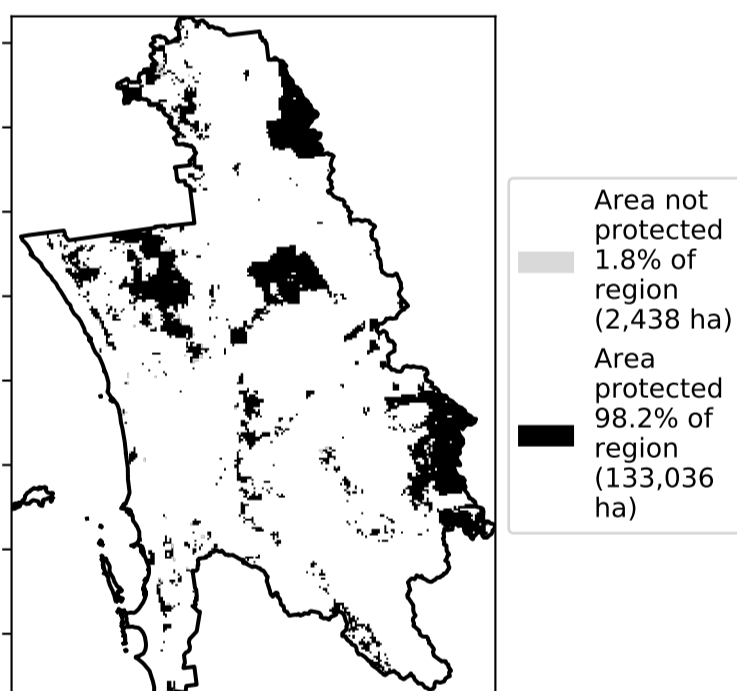 Area not
protected
1.8% of
region
(2,438 ha)
Area
protected
98.2% of
region
(133,036
ha)